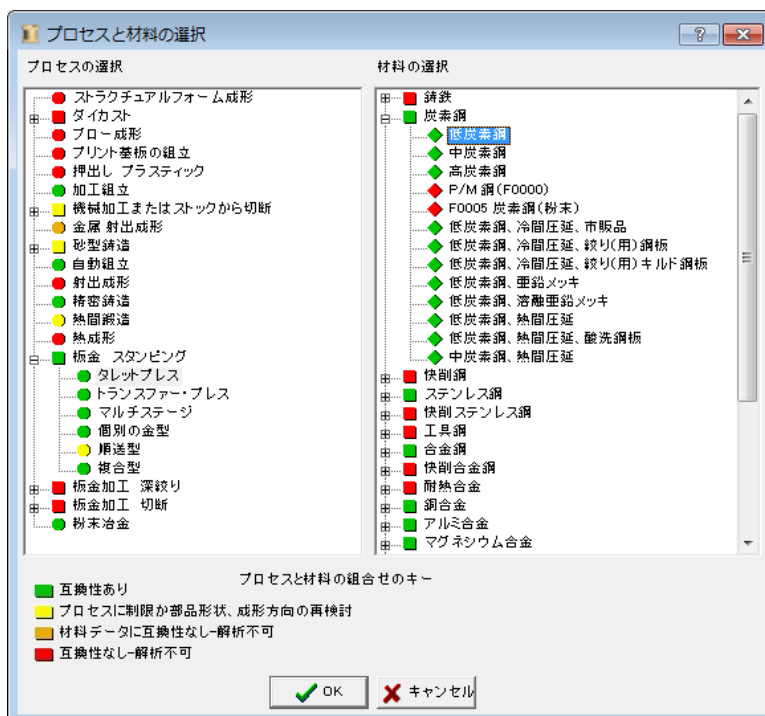 プロセスと材料の選択
プロセスの選択
ストラクチュアルフォーム成形
ダイカスト
ブロー成形
プリント基板の組立
押出し プラスティック
加工組立
機械加工またはストックから切断
金属 射出成形
砂型鋳造
自動組立
射出成形
精密鋳造
熱間鍛造
熱成形
板金 スタンピング
タレットプレス
トランスファー・プレス
マルチステージ
個別の金型
順送型
複合型
板金加工 深絞り
板金加工 切断
粉末冶金
材料の選択
鋳鉄
炭素鋼
低炭素鋼
中炭素鋼
高炭素鋼
P/M 鋼(F0000)
F0005 炭素鋼(粉末)
低炭素鋼、冷間圧延、市販品
低炭素鋼、冷間圧延、絞り(用)鋼板
低炭素鋼、冷間圧延、絞り(用)キルド鋼板
低炭素鋼、亜鉛メッキ
低炭素鋼、溶融亜鉛メッキ
低炭素鋼、熱間圧延
低炭素鋼、熱間圧延、酸洗鋼板
中炭素鋼、熱間圧延
快削鋼
ステンレス鋼
快削ステンレス鋼
工具鋼
合金鋼
快削合金鋼
耐熱合金
銅合金
アルミ合金
マグネシウム合金
プロセスと材料の組合せのキー
互換性あり
プロセスに制限か部品形状、成形方向の再検討
材料データに互換性なし-解析不可
互換性なし-解析不可
OK
キャンセル